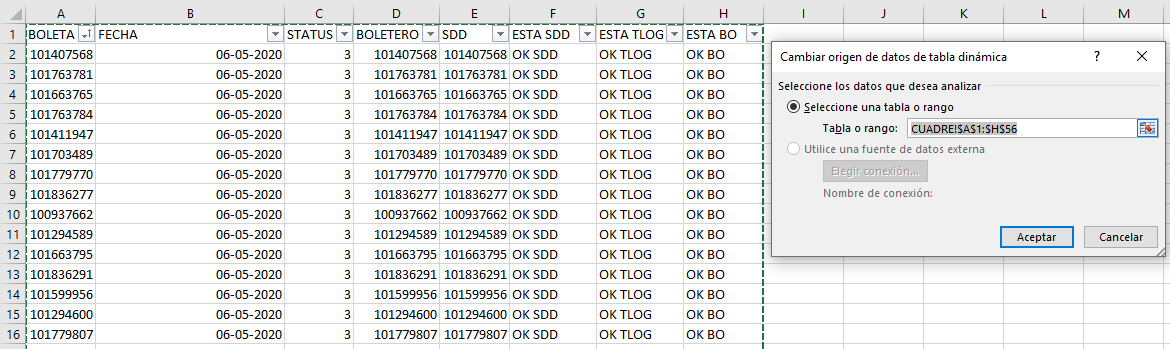 A B C D E F G H I J K L M
1 BOLETA FECHA STATUS BOLETERO SDD ESTA SDD ESTA TLOG ESTA BO
2 101407568 06-05-2020 3 101407568 101407568 OK SDD OK TLOG OK BO
3 101763781 06-05-2020 3 101763781 101763781 OK SDD OK TLOG OK BO
4 101663765 06-05-2020 3 101663765 101663765 OK SDD OK TLOG OK BO
5 101763784 06-05-2020 3 101763784 101763784 OK SDD OK TLOG OK BO
6 101411947 06-05-2020 3 101411947 101411947 OK SDD OK TLOG OK BO
7 101703489 06-05-2020 3 101703489 101703489 OK SDD OK TLOG OK BO
8 101779770 06-05-2020 3 101779770 101779770 OK SDD OK TLOG OK BO
9 101836277 06-05-2020 3 101836277 101836277 OK SDD OK TLOG OK BO
10 100937662 06-05-2020 3 100937662 100937662 OK SDD OK TLOG OK BO
11 101294589 06-05-2020 3 101294589 101294589 OK SDD OK TLOG OK BO
12 101663795 06-05-2020 3 101663795 101663795 OK SDD OK TLOG OK BO
13 101836291 06-05-2020 3 101836291 101836291 OK SDD OK TLOG OK BO
14 101599956 06-05-2020 3 101599956 101599956 OK SDD OK TLOG OK BO
15 101294600 06-05-2020 3 101294600 101294600 OK SDD OK TLOG OK BO
16 101779807 06-05-2020 3 101779807 101779807 OK SDD OK TLOG OK BO
Cambiar origen de datos de tabla dinámica ?
Seleccione los datos que desea analizar
Seleccione una tabla o rango
Tabla o rango: CUADRE!$A$1:$H$56
Utilice una fuente de datos externa
Elegir conexión...
Nombre de conexión:
Aceptar Cancelar